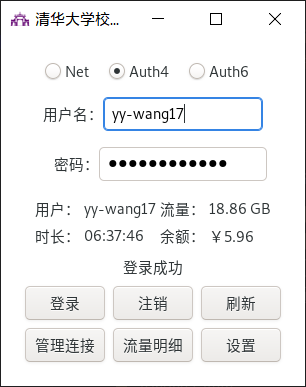 清华大学校...
Net Auth4 Auth6
用户名： yy-wang17
密码： ●●●●●●●●●●●●
用户： yy-wang17 流量： 18.86 GB
时长： 06:37:46 余额： ￥5.96
登录成功
登录 注销 刷新
管理连接 流量明细 设置